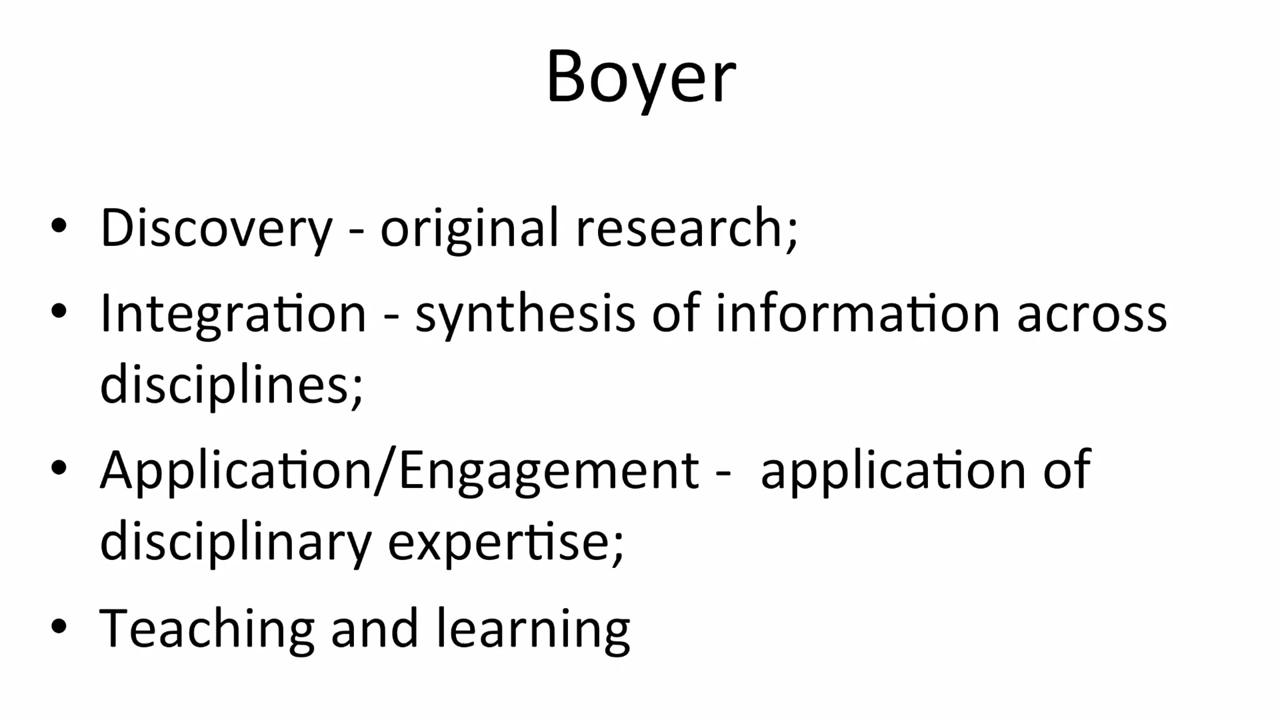 Boyer
• Discovery - original research;
• Integration - synthesis of information across
disciplines;
• Application/Engagement -  application of
disciplinary expertise;
• Teaching and learning